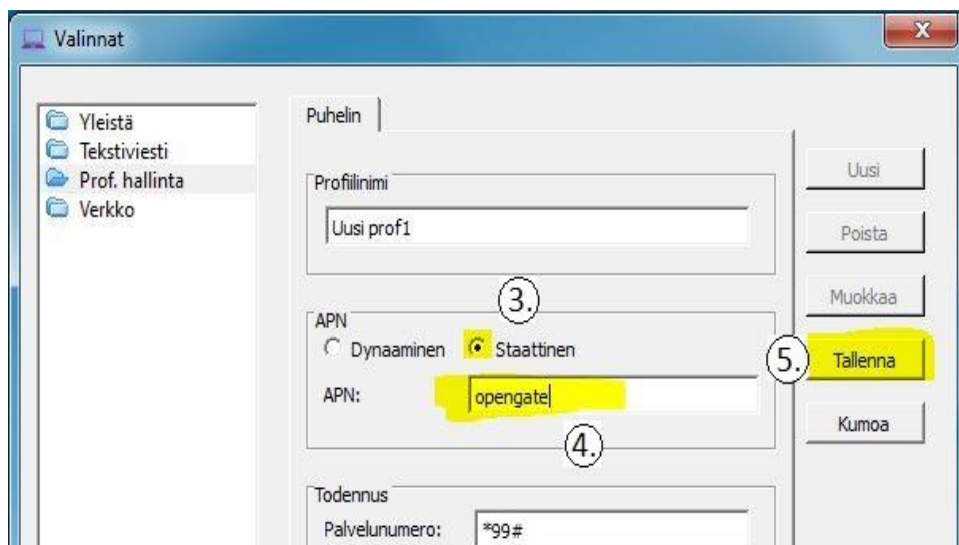 Valinnat
X
Yleistä
Tekstiviesti
Prof. hallinta
Verkko
Puhelin
Profiilinimi
Uusi prof1
3.
APN
Dynaaminen Staattinen
APN: opengate
4.
Todennus
Palvelunumero: *99#
Uusi
Poista
Muokkaa
5. Tallenna
Kumoa